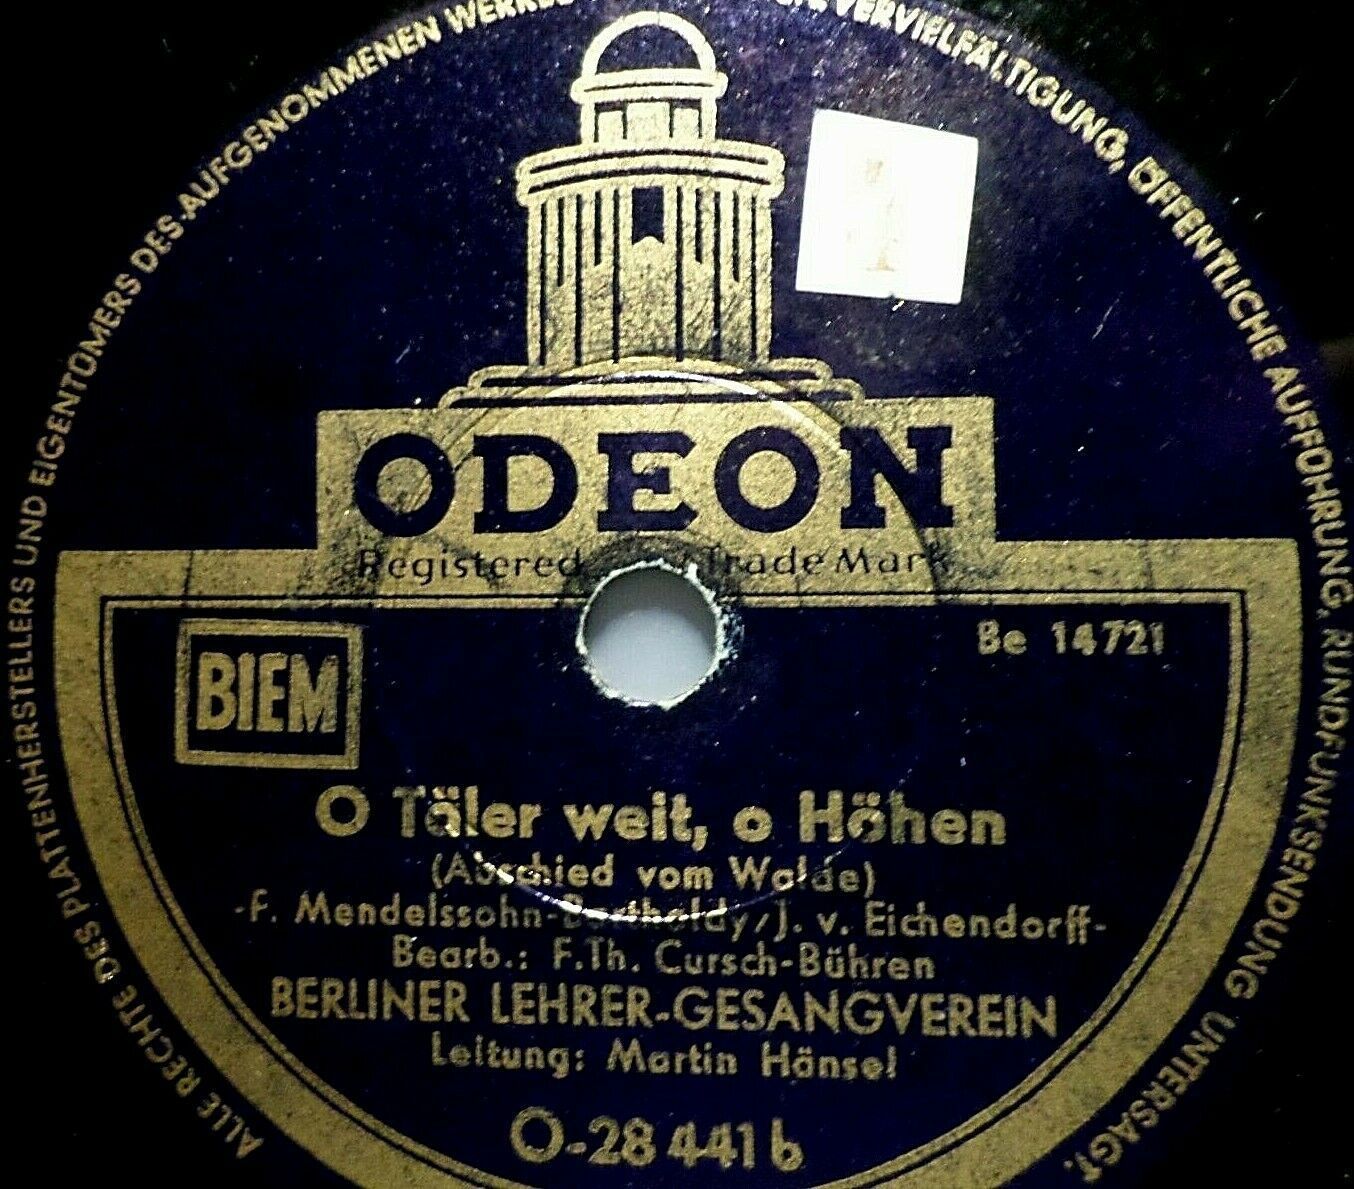 ALLE RECHTE DES PLATTENHERSTELLERS UND EIGENTÜMERS DES AUFGENOMMENEN VERVIELFÄLTIGUNG, ÖFFENTLICHE AUFFÜHRUNG, RUNDFUNKSENDUNG UNTERSAGT.
ODEON
Registered Trade Mark
BIEM
Be 14721
O Täler weit, o Höhen
(Abschied vom Walde)
-F. Mendelssohn-Bartholdy/J. v. Eichendorff-
Bearb.: F.Th. Cursch-Bühren
BERLINER LEHRER-GESANGVEREIN
Leitung: Martin Hänsel
O-28 441 b